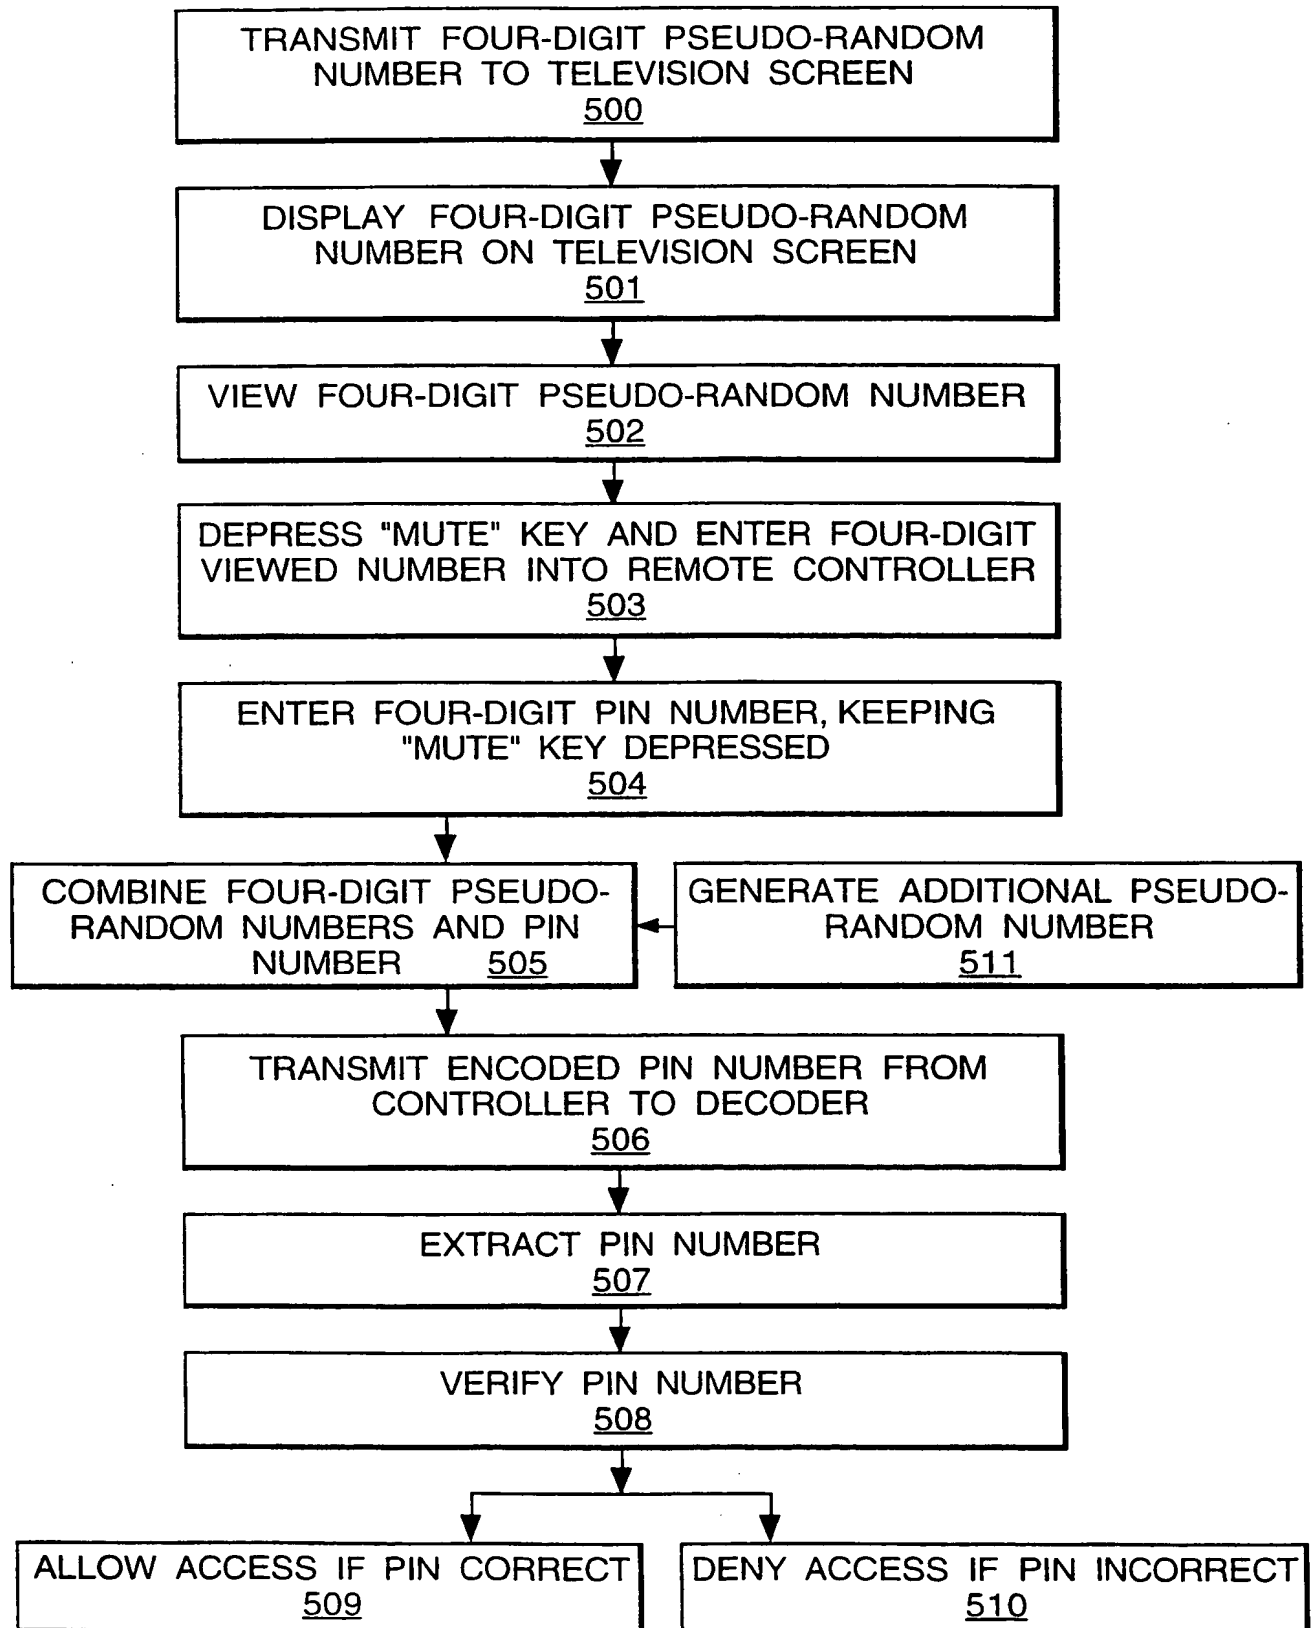 TRANSMIT FOUR-DIGIT PSEUDO-RANDOM
NUMBER TO TELEVISION SCREEN
500
DISPLAY FOUR-DIGIT PSEUDO-RANDOM
NUMBER ON TELEVISION SCREEN
501
VIEW FOUR-DIGIT PSEUDO-RANDOM NUMBER
502
DEPRESS "MUTE" KEY AND ENTER FOUR-DIGIT
VIEWED NUMBER INTO REMOTE CONTROLLER
503
ENTER FOUR-DIGIT PIN NUMBER, KEEPING
"MUTE" KEY DEPRESSED
504
COMBINE FOUR-DIGIT PSEUDO-
RANDOM NUMBERS AND PIN
NUMBER 505
GENERATE ADDITIONAL PSEUDO-
RANDOM NUMBER
511
TRANSMIT ENCODED PIN NUMBER FROM
CONTROLLER TO DECODER
506
EXTRACT PIN NUMBER
507
VERIFY PIN NUMBER
508
ALLOW ACCESS IF PIN CORRECT
509
DENY ACCESS IF PIN INCORRECT
510